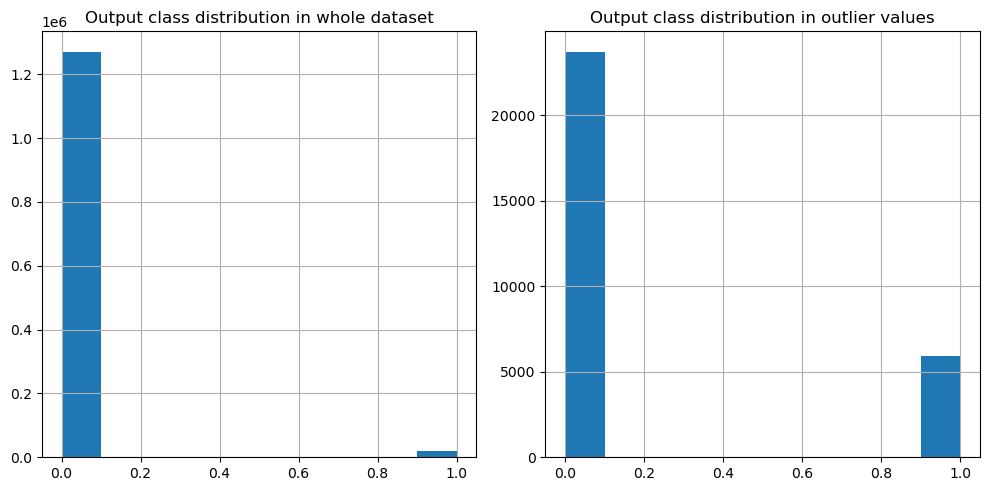 Output class distribution in whole dataset
1e6
1.2
1.0
0.8
0.6
0.4
0.2
0.0
0.0 0.2 0.4 0.6 0.8 1.0
Output class distribution in outlier values
20000
15000
10000
5000
0
0.0 0.2 0.4 0.6 0.8 1.0